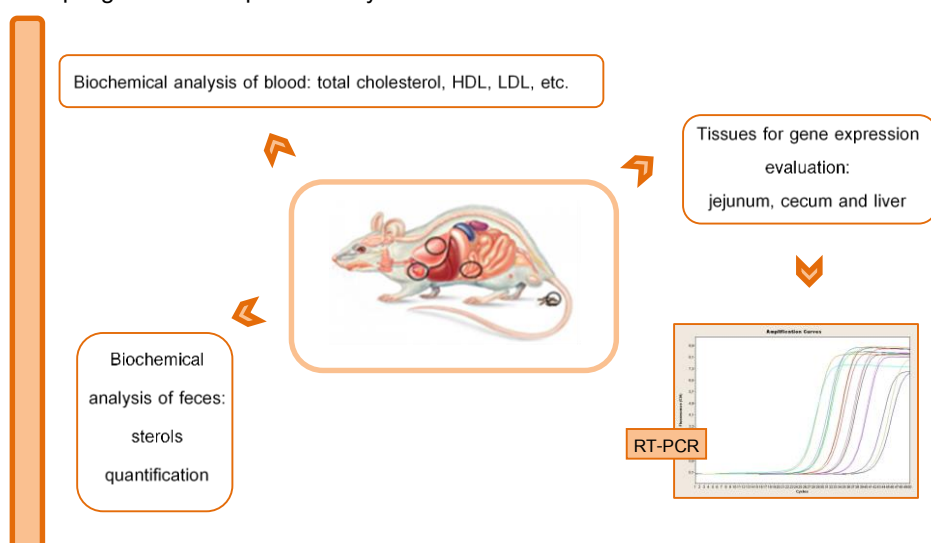 Biochemical analysis of blood: total cholesterol, HDL, LDL, etc.
Tissues for gene expression
evaluation:
jejunum, cecum and liver
Biochemical
analysis of feces:
sterols
quantification
Amplification Curves
RT-PCR
Cycles